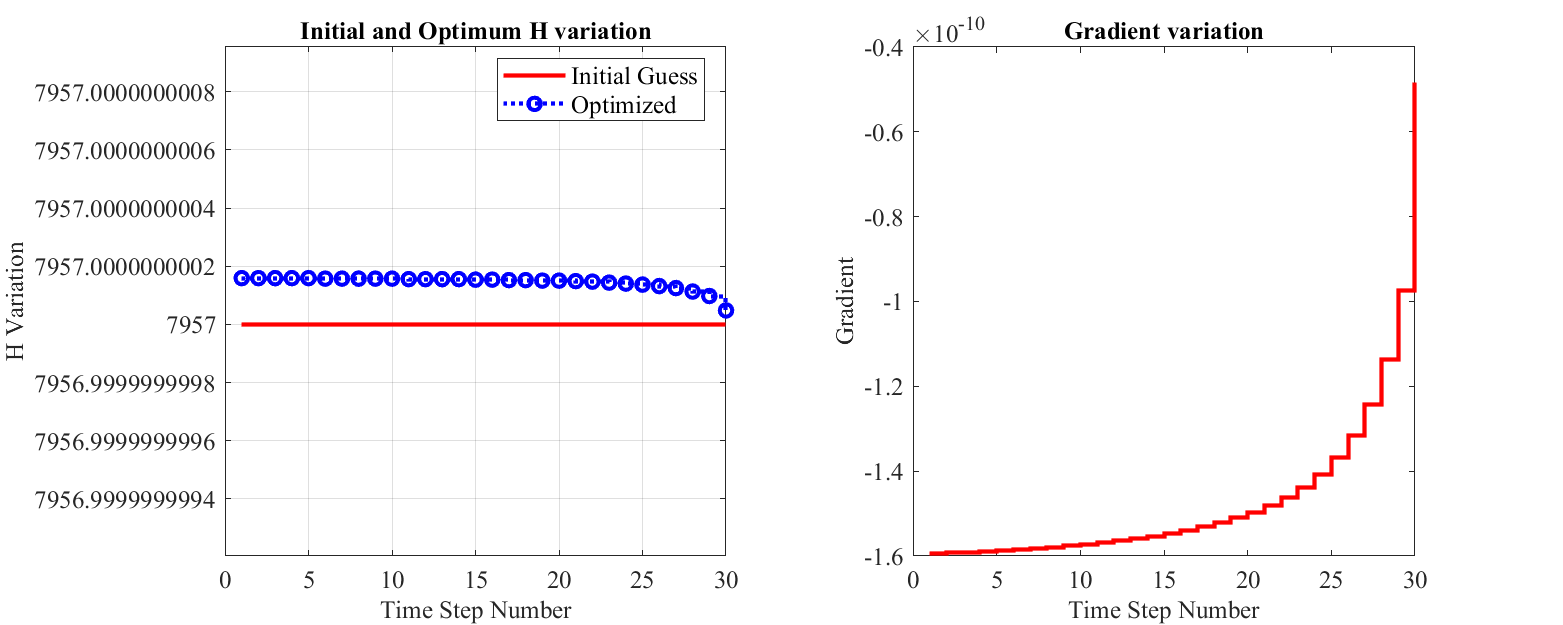 Initial and Optimum H variation
Initial Guess
Optimized
7957.0000000008
7957.0000000006
7957.0000000004
7957.0000000002
7957
7956.9999999998
7956.9999999996
7956.9999999994
H Variation
0 5 10 15 20 25 30
Time Step Number
×10^-10
Gradient variation
-0.4
-0.6
-0.8
-1
-1.2
-1.4
-1.6
Gradient
0 5 10 15 20 25 30
Time Step Number